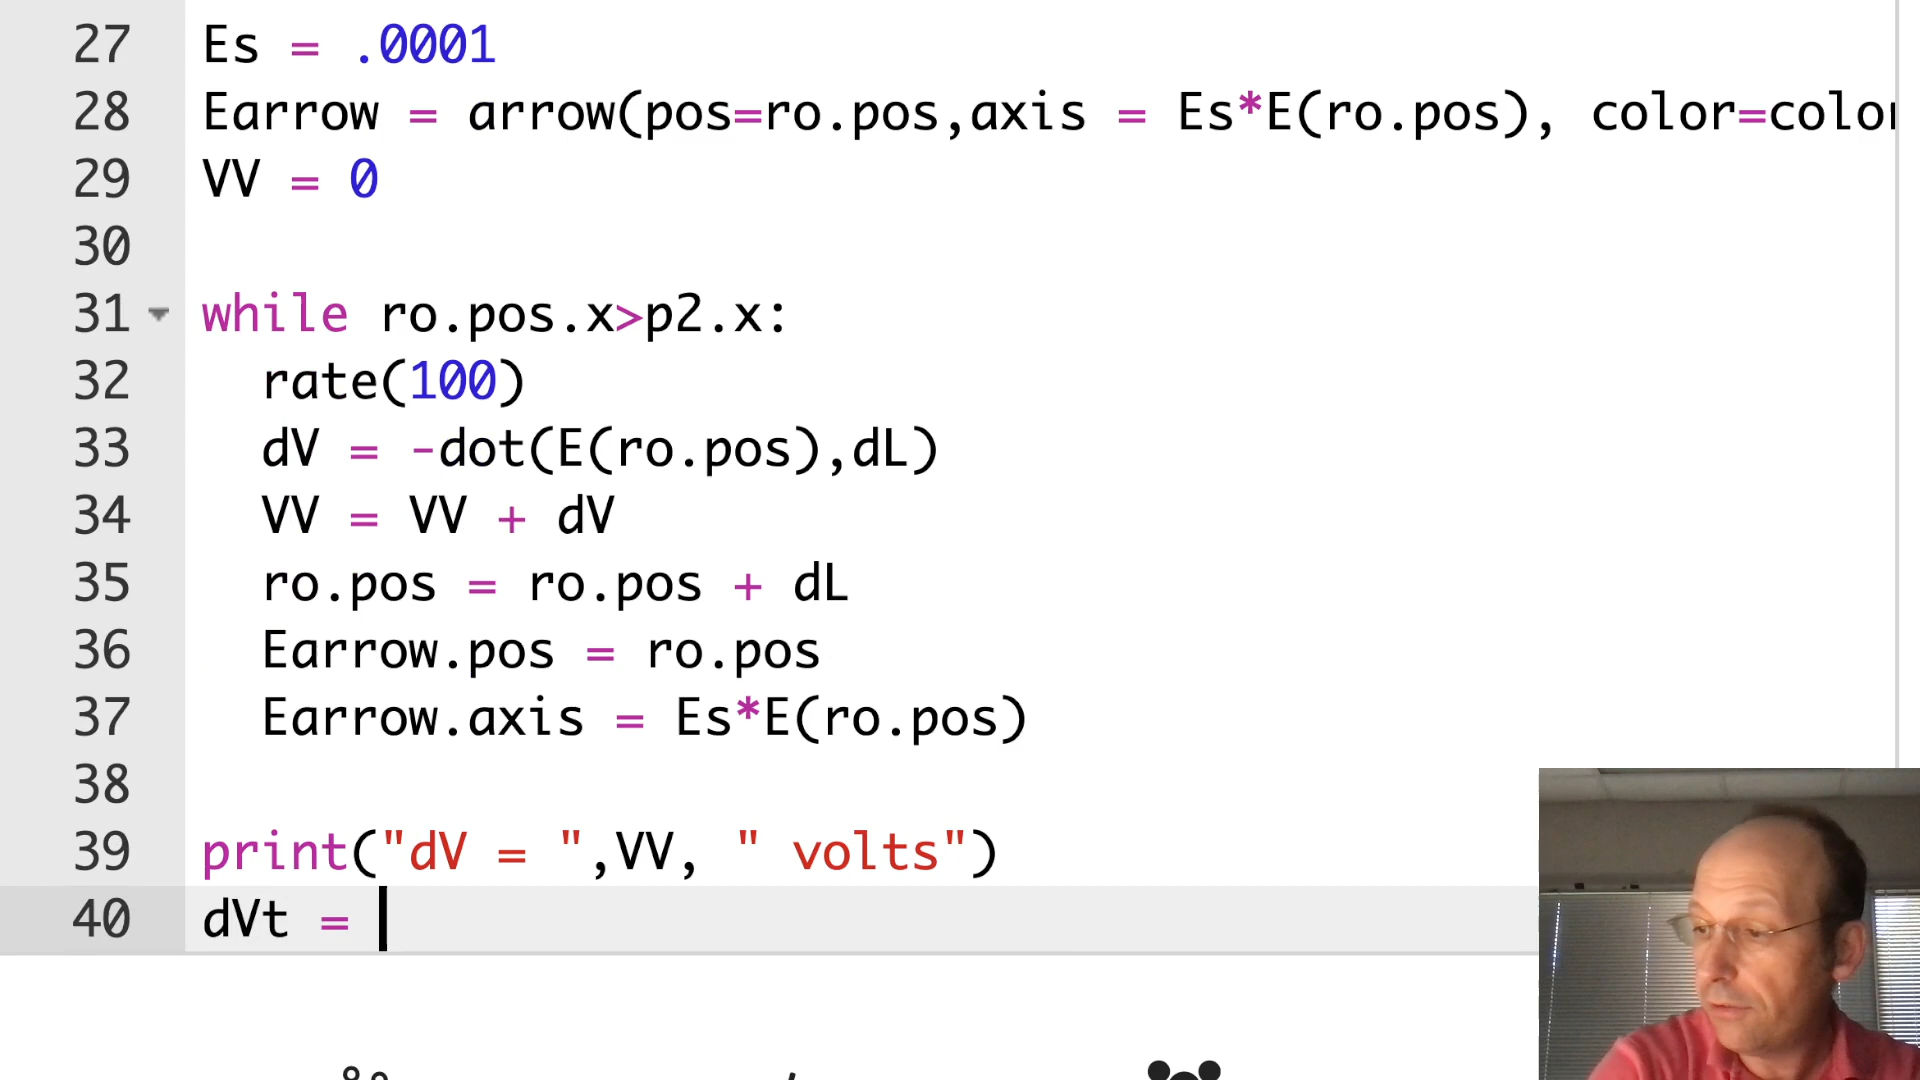 27 Es = .0001
28 Earrow = arrow(pos=ro.pos,axis = Es*E(ro.pos), color=color
29 VV = 0
30
31 while ro.pos.x>p2.x:
32 rate(100)
33 dV = -dot(E(ro.pos),dL)
34 VV = VV + dV
35 ro.pos = ro.pos + dL
36 Earrow.pos = ro.pos
37 Earrow.axis = Es*E(ro.pos)
38
39 print("dV = ",VV, " volts")
40 dVt =